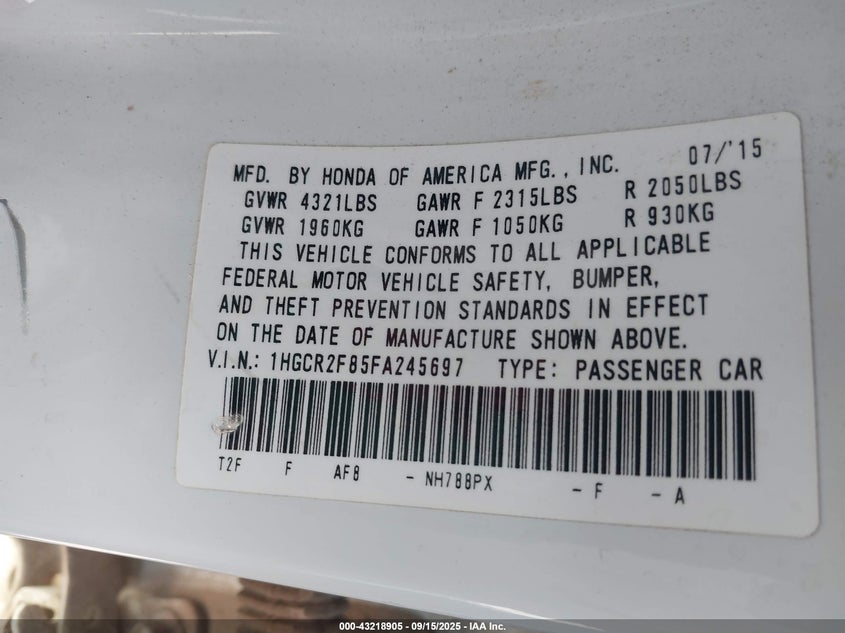 07/'15
MFD. BY HONDA OF AMERICA MFG., INC.
GVWR 4321LBS GAWR F 2315LBS R 2050LBS
GVWR 1960KG GAWR F 1050KG R 930KG
THIS VEHICLE CONFORMS TO ALL APPLICABLE
FEDERAL MOTOR VEHICLE SAFETY, BUMPER,
AND THEFT PREVENTION STANDARDS IN EFFECT
ON THE DATE OF MANUFACTURE SHOWN ABOVE.
V.I.N.: 1HGCR2F85FA245697 TYPE: PASSENGER CAR
T2F F AF8 - NH788PX - F - A
000-43218905 - 09/15/2025 - IAA Inc.